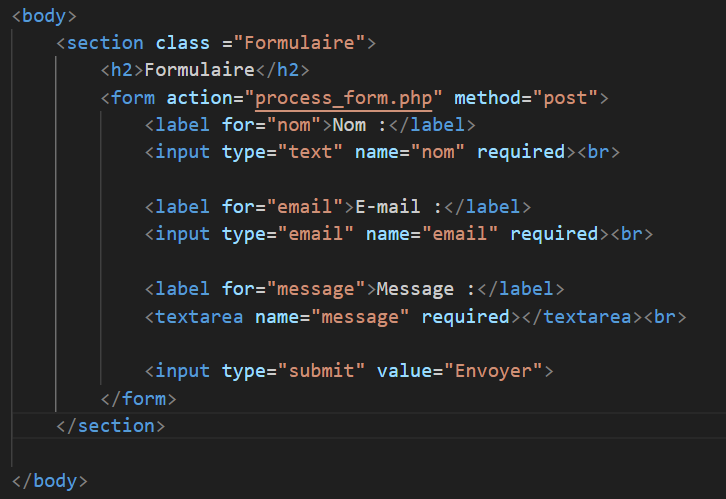 <body>
<section class ="Formulaire">
<h2>Formulaire</h2>
<form action="process_form.php" method="post">
<label for="nom">Nom :</label>
<input type="text" name="nom" required><br>
<label for="email">E-mail :</label>
<input type="email" name="email" required><br>
<label for="message">Message :</label>
<textarea name="message" required></textarea><br>
<input type="submit" value="Envoyer">
</form>
</section>
</body>